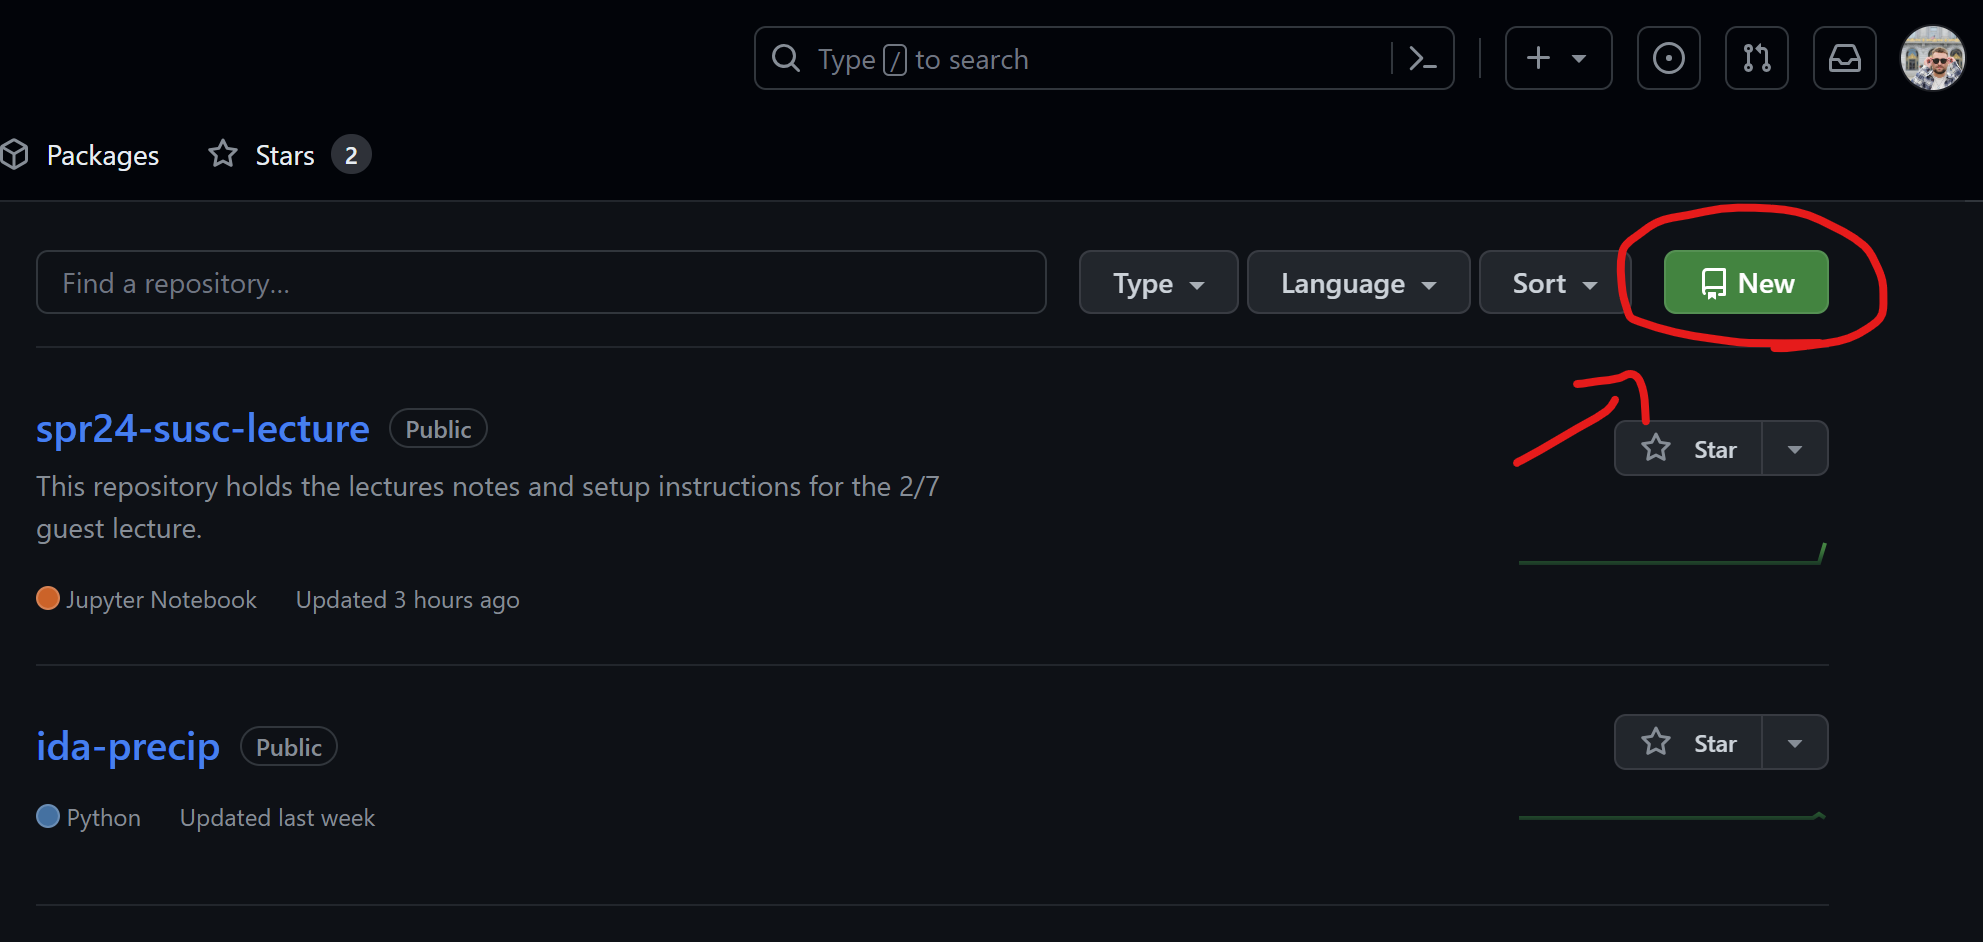 Type / to search
Packages
Stars 2
Find a repository...
Type
Language
Sort
New
spr24-susc-lecture Public
Star
This repository holds the lectures notes and setup instructions for the 2/7
guest lecture.
Jupyter Notebook Updated 3 hours ago
ida-precip Public
Star
Python Updated last week